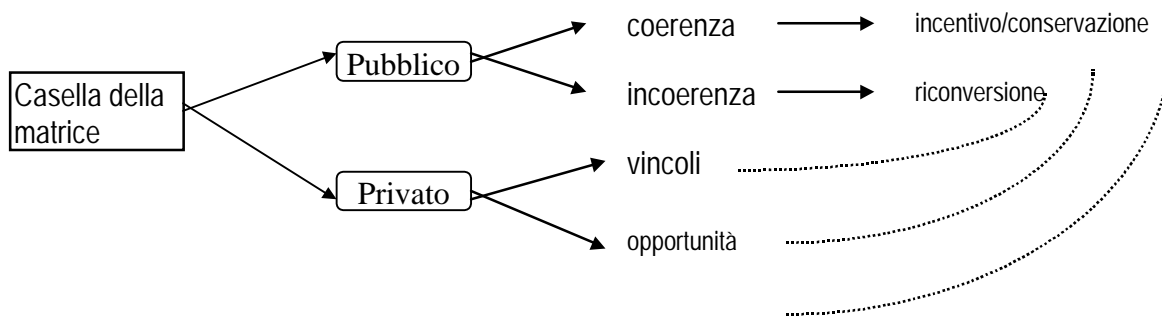 coerenza
incentivo/conservazione
Pubblico
Casella della
matrice
incoerenza
riconversione
vincoli
Privato
opportunità